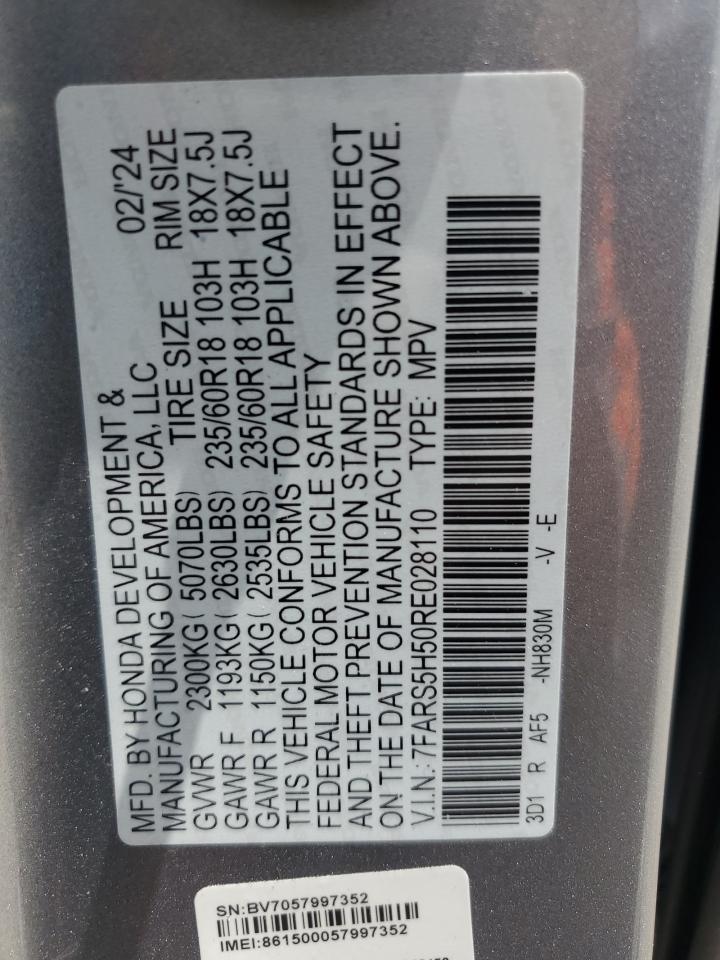 MFD. BY HONDA DEVELOPMENT & 02/'24
MANUFACTURING OF AMERICA, LLC
GVWR 2300KG( 5070LBS) TIRE SIZE RIM SIZE
GAWR F 1193KG( 2630LBS) 235/60R18 103H 18X7.5J
GAWR R 1150KG( 2535LBS) 235/60R18 103H 18X7.5J
THIS VEHICLE CONFORMS TO ALL APPLICABLE
FEDERAL MOTOR VEHICLE SAFETY
AND THEFT PREVENTION STANDARDS IN EFFECT
ON THE DATE OF MANUFACTURE SHOWN ABOVE.
V.I.N.: 7FARS5H50RE028110 TYPE: MPV
3D1 R AF5 -NH830M -V -E
SN:BV7057997352
IMEI:861500057997352